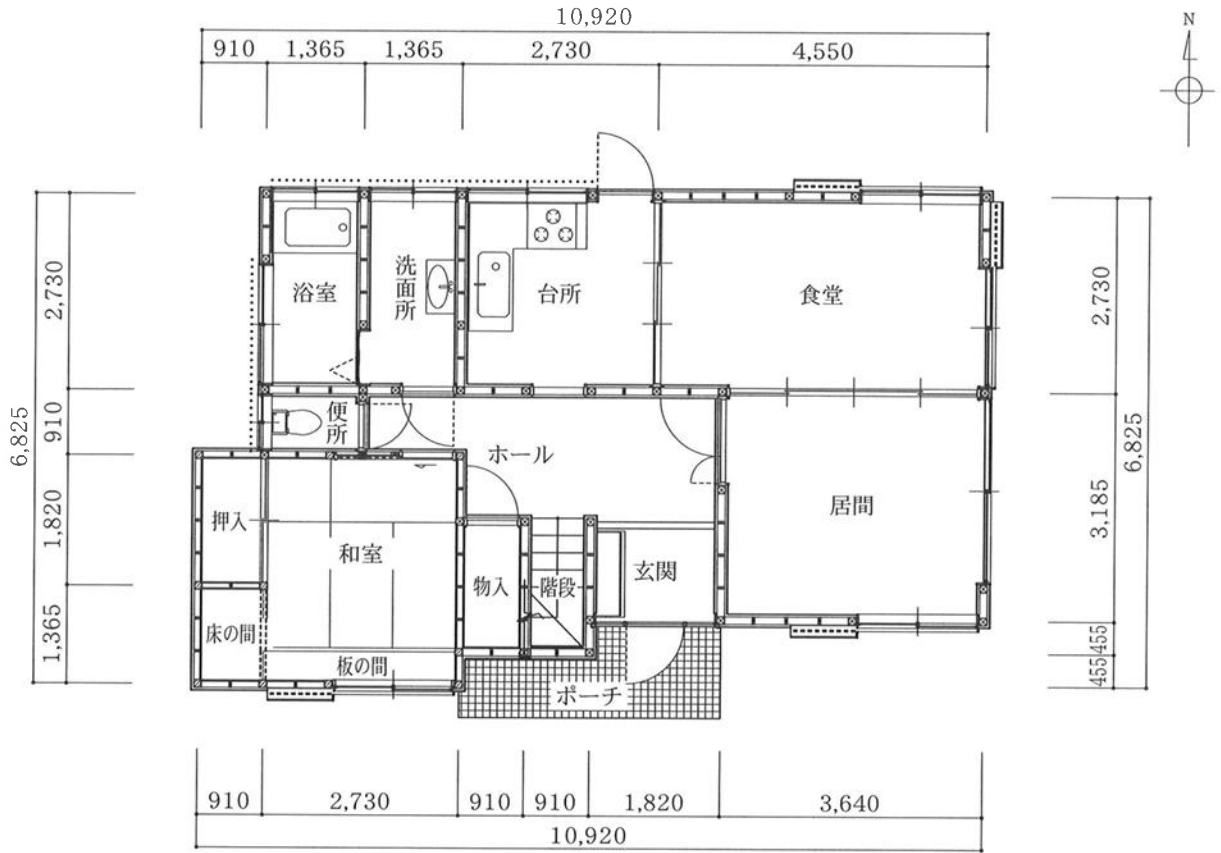 10,920
N
910 1,365 1,365 2,730 4,550
6,825
2,730
910
1,820
1,365
浴室
洗面所
台所
食堂
便所
ホール
居間
押入
和室
物入
階段
玄関
床の間
板の間
ポーチ
2,730
3,185
455
455
6,825
910 2,730 910 910 1,820 3,640
10,920